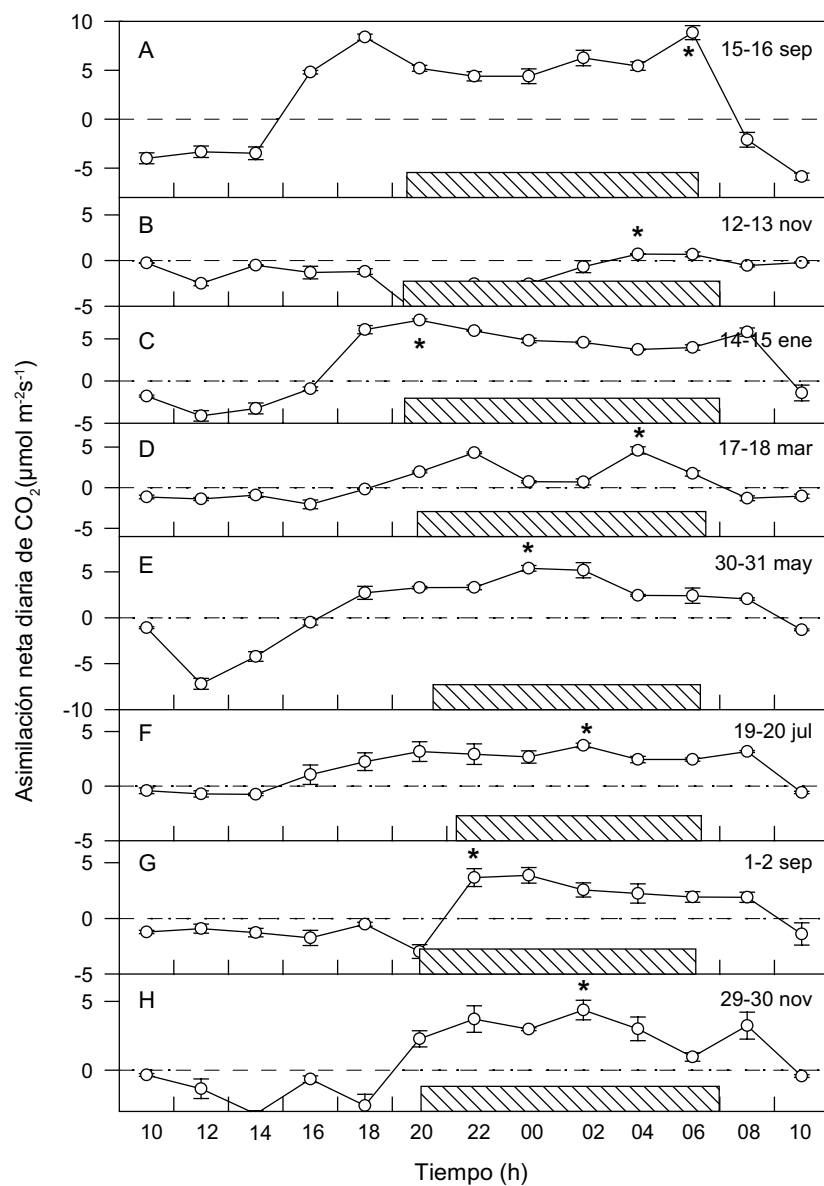 Asimilación neta diaria de CO₂(µmol m⁻²s⁻¹)
10
A
15-16 sep
5
*
0
-5
5
B
12-13 nov
*
0
-5
5
C
14-15 ene
*
0
-5
5
D
17-18 mar
*
0
-5
5
E
30-31 may
*
0
-5
-10
5
F
19-20 jul
*
0
-5
5
G
1-2 sep
*
0
-5
5
H
29-30 nov
*
0
10 12 14 16 18 20 22 00 02 04 06 08 10
Tiempo (h)